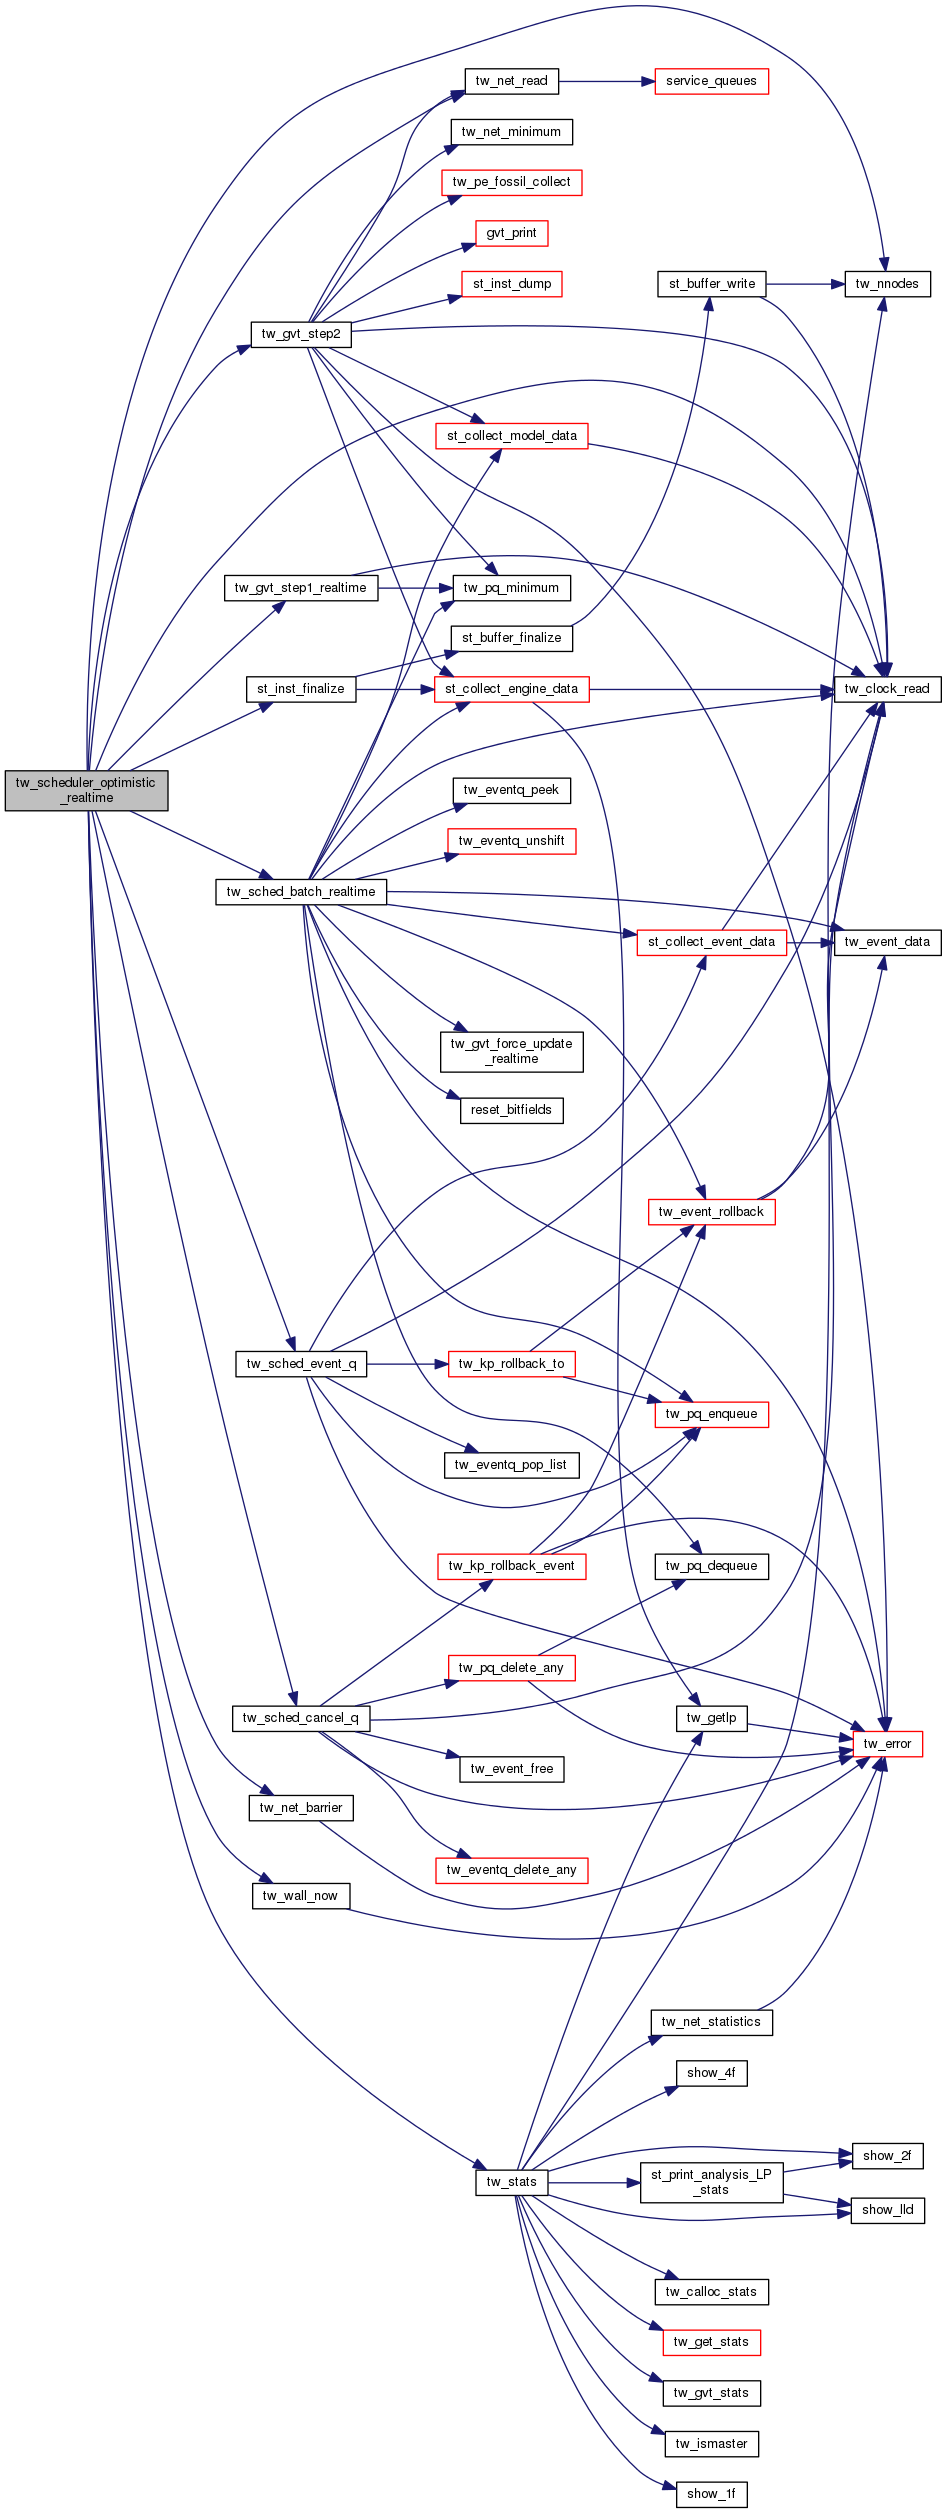 tw_net_read
service_queues
tw_net_minimum
tw_pe_fossil_collect
gvt_print
st_inst_dump
st_buffer_write
tw_nnodes
tw_gvt_step2
st_collect_model_data
tw_gvt_step1_realtime
tw_pq_minimum
st_buffer_finalize
st_inst_finalize
st_collect_engine_data
tw_clock_read
tw_scheduler_optimistic
_realtime
tw_eventq_peek
tw_eventq_unshift
tw_sched_batch_realtime
st_collect_event_data
tw_event_data
tw_gvt_force_update
_realtime
reset_bitfields
tw_event_rollback
tw_sched_event_q
tw_kp_rollback_to
tw_pq_enqueue
tw_eventq_pop_list
tw_kp_rollback_event
tw_pq_dequeue
tw_pq_delete_any
tw_sched_cancel_q
tw_getlp
tw_error
tw_event_free
tw_net_barrier
tw_eventq_delete_any
tw_wall_now
tw_net_statistics
show_4f
show_2f
tw_stats
st_print_analysis_LP
_stats
show_lld
tw_calloc_stats
tw_get_stats
tw_gvt_stats
tw_ismaster
show_1f